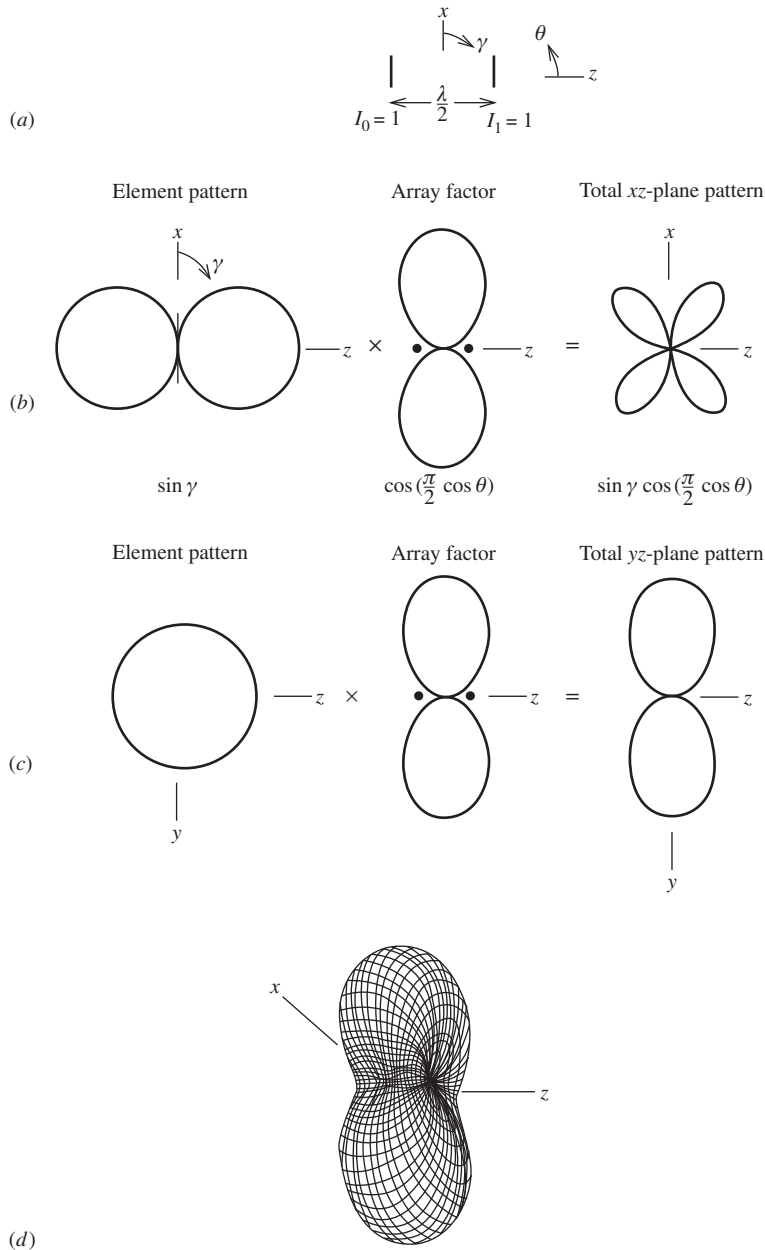 x
γ
θ
z
λ/2
I₀ = 1
I₁ = 1
(a)
Element pattern
Array factor
Total xz-plane pattern
x
γ
x
z
×
z
=
z
(b)
sin γ
cos (π/2 cos θ)
sin γ cos (π/2 cos θ)
Element pattern
Array factor
Total yz-plane pattern
z
×
z
=
z
(c)
y
y
x
z
(d)